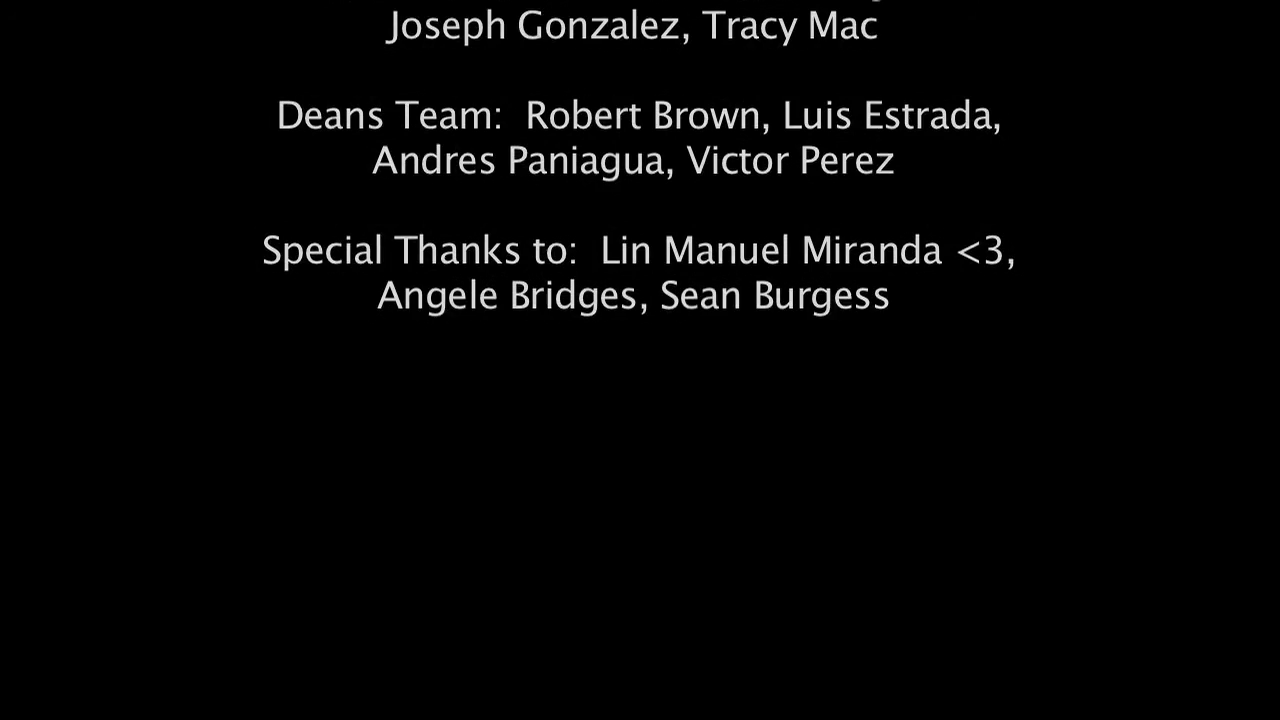 Joseph Gonzalez, Tracy Mac
Deans Team:  Robert Brown, Luis Estrada,
Andres Paniagua, Victor Perez
Special Thanks to:  Lin Manuel Miranda <3,
Angele Bridges, Sean Burgess